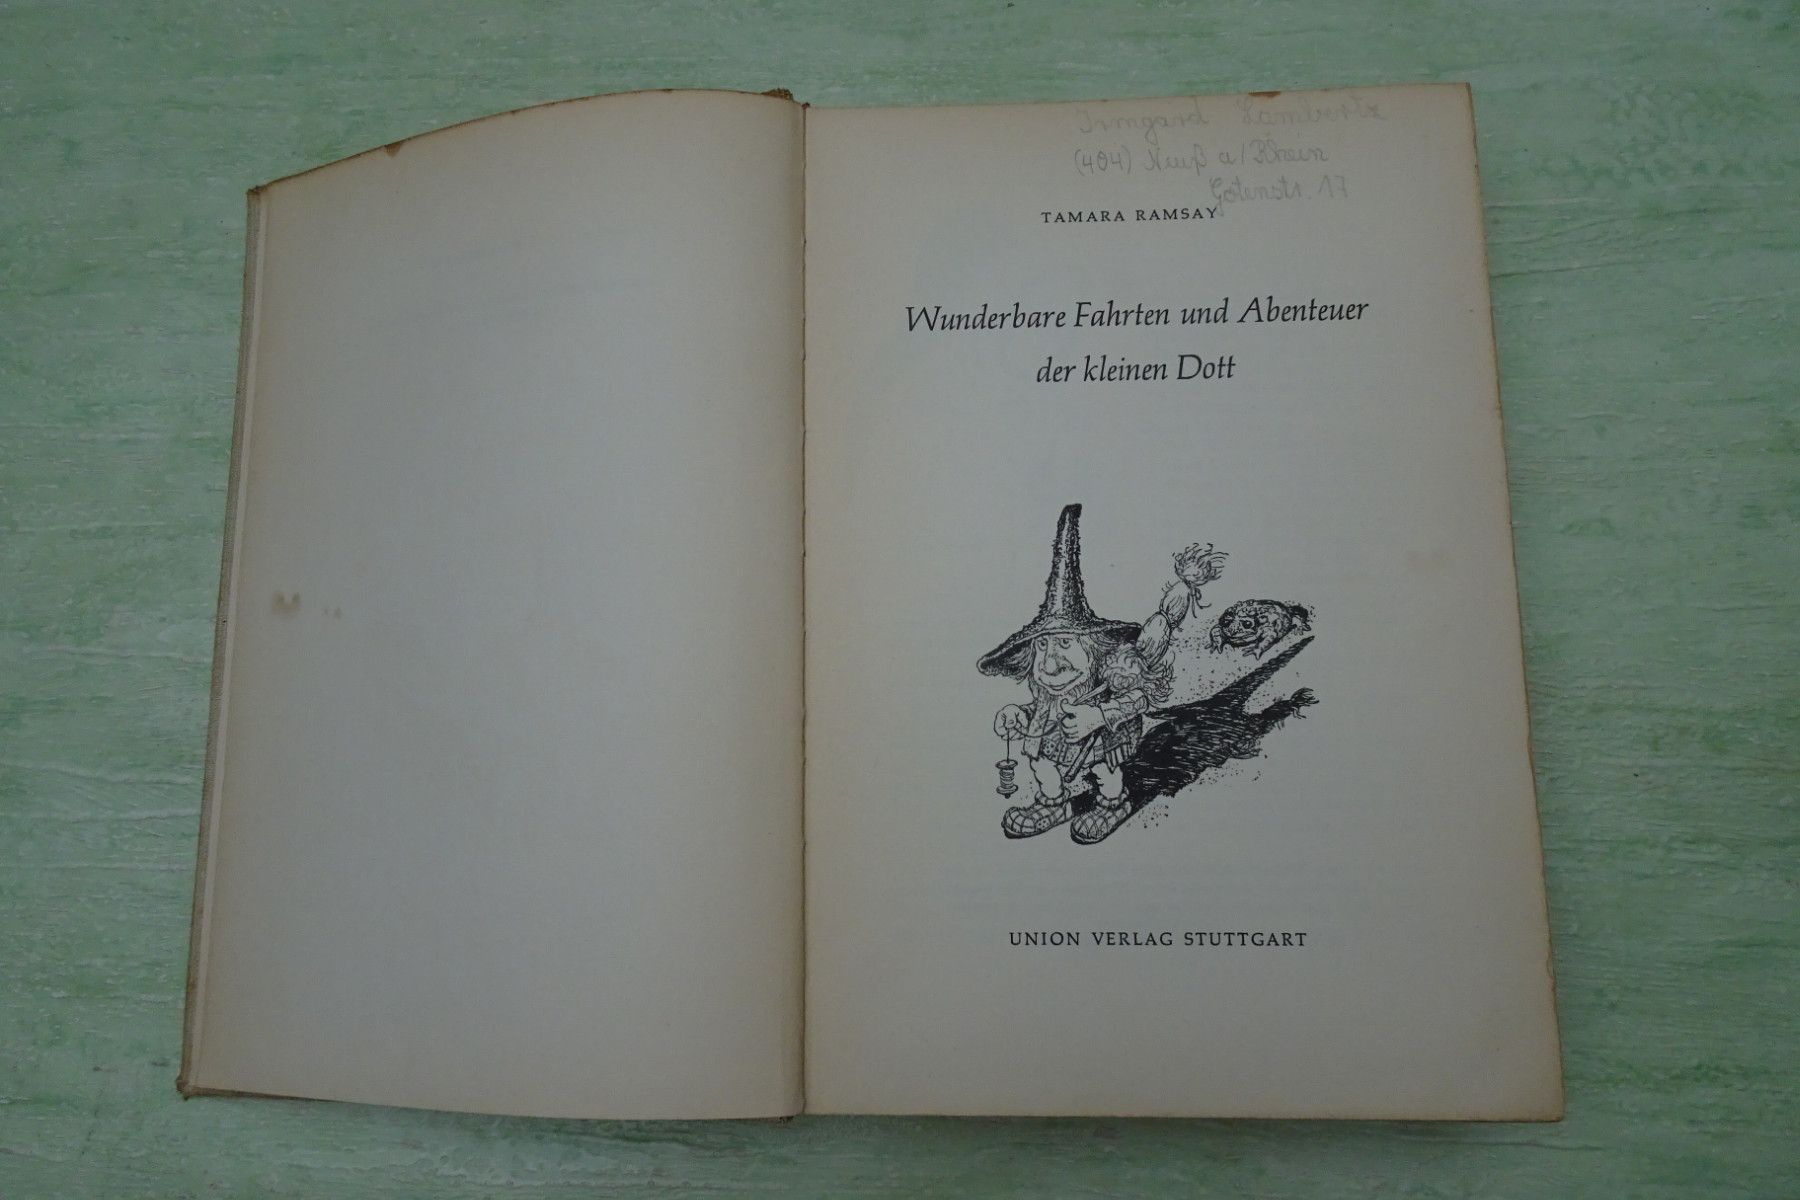 Irmgard Lambertz
(404) Neuß a/Rhein
Gotenstr. 17
TAMARA RAMSAY
Wunderbare Fahrten und Abenteuer
der kleinen Dott
UNION VERLAG STUTTGART